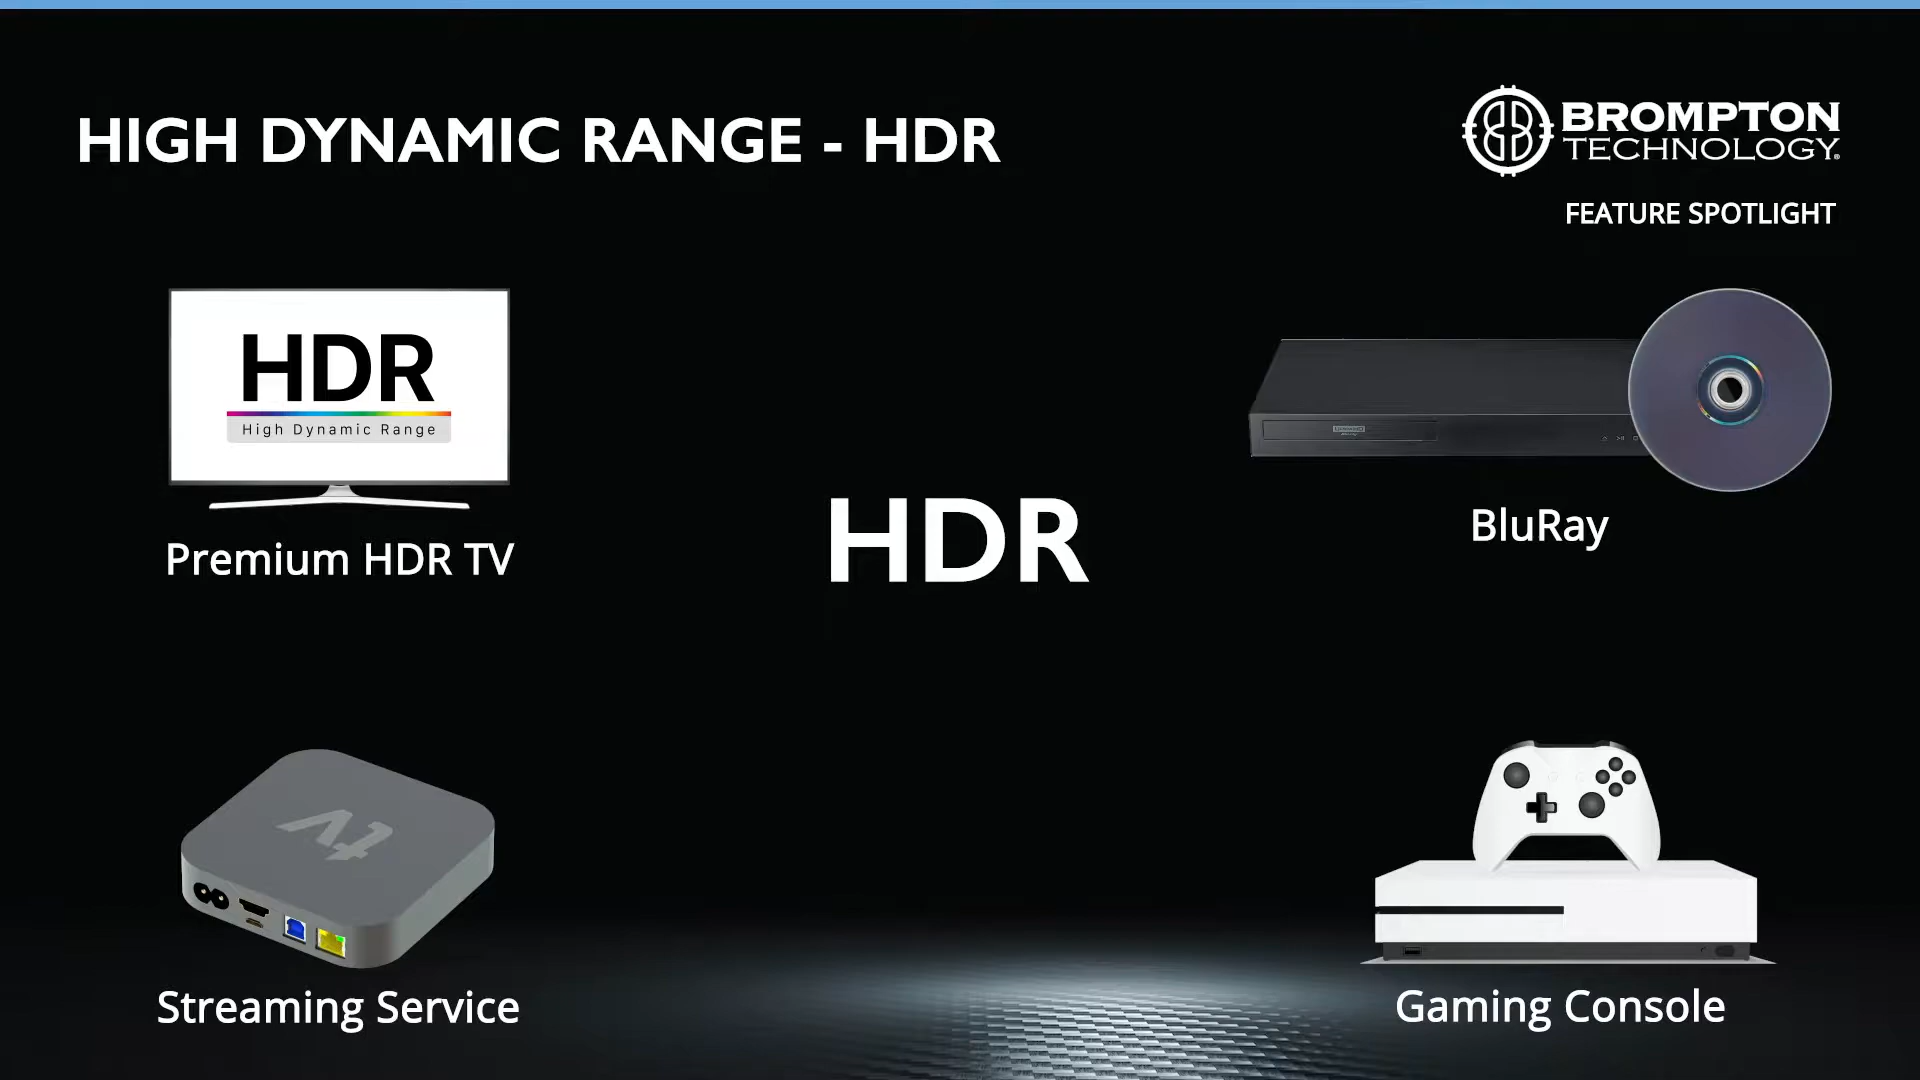 HIGH DYNAMIC RANGE - HDR
BROMPTON
TECHNOLOGY®
FEATURE SPOTLIGHT
HDR
High Dynamic Range
Premium HDR TV
HDR
BluRay
Streaming Service
Gaming Console